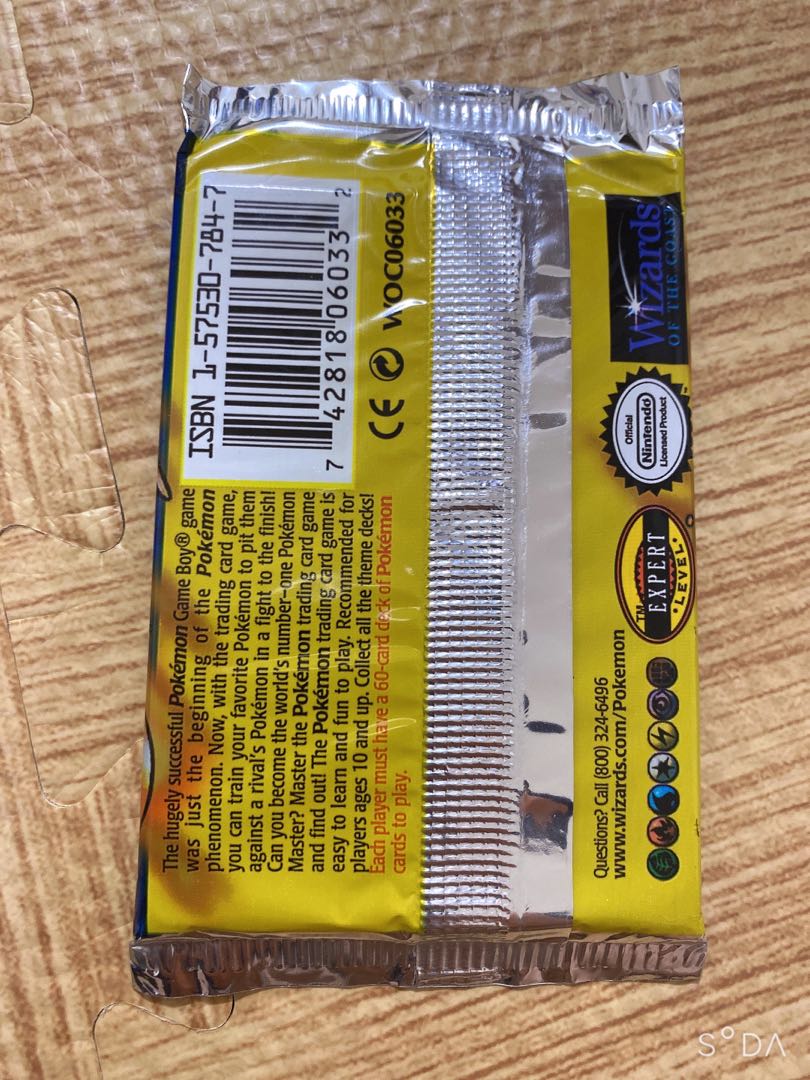 ISBN 1-57530-784-7
7 42818 06033 2
CE WOC06033
The hugely successful Pokémon Game Boy® game
was just the beginning of the Pokémon
phenomenon. Now, with the trading card game,
you can train your favorite Pokémon to pit them
against a rival's Pokémon in a fight to the finish!
Can you become the world's number-one Pokémon
Master? Master the Pokémon trading card game
and find out! The Pokémon trading card game is
easy to learn and fun to play. Recommended for
players ages 10 and up. Collect all the theme decks!
Each player must have a 60-card deck of Pokémon
cards to play.
Wizards
OF THE COAST
Official
Nintendo
Licensed Product
TM
EXPERT
LEVEL
Questions? Call (800) 324-6496
www.wizards.com/Pokemon
SODA